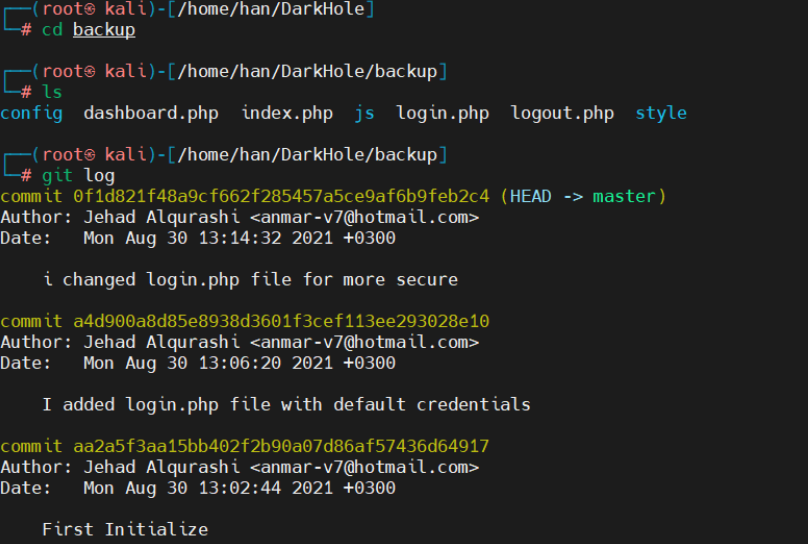 ┌──(root㉿ kali)-[/home/han/DarkHole]
└─# cd backup
┌──(root㉿ kali)-[/home/han/DarkHole/backup]
└─# ls
config  dashboard.php  index.php  js  login.php  logout.php  style
┌──(root㉿ kali)-[/home/han/DarkHole/backup]
└─# git log
commit 0f1d821f48a9cf662f285457a5ce9af6b9feb2c4 (HEAD -> master)
Author: Jehad Alqurashi <anmar-v7@hotmail.com>
Date:   Mon Aug 30 13:14:32 2021 +0300
i changed login.php file for more secure
commit a4d900a8d85e8938d3601f3cef113ee293028e10
Author: Jehad Alqurashi <anmar-v7@hotmail.com>
Date:   Mon Aug 30 13:06:20 2021 +0300
I added login.php file with default credentials
commit aa2a5f3aa15bb402f2b90a07d86af57436d64917
Author: Jehad Alqurashi <anmar-v7@hotmail.com>
Date:   Mon Aug 30 13:02:44 2021 +0300
First Initialize